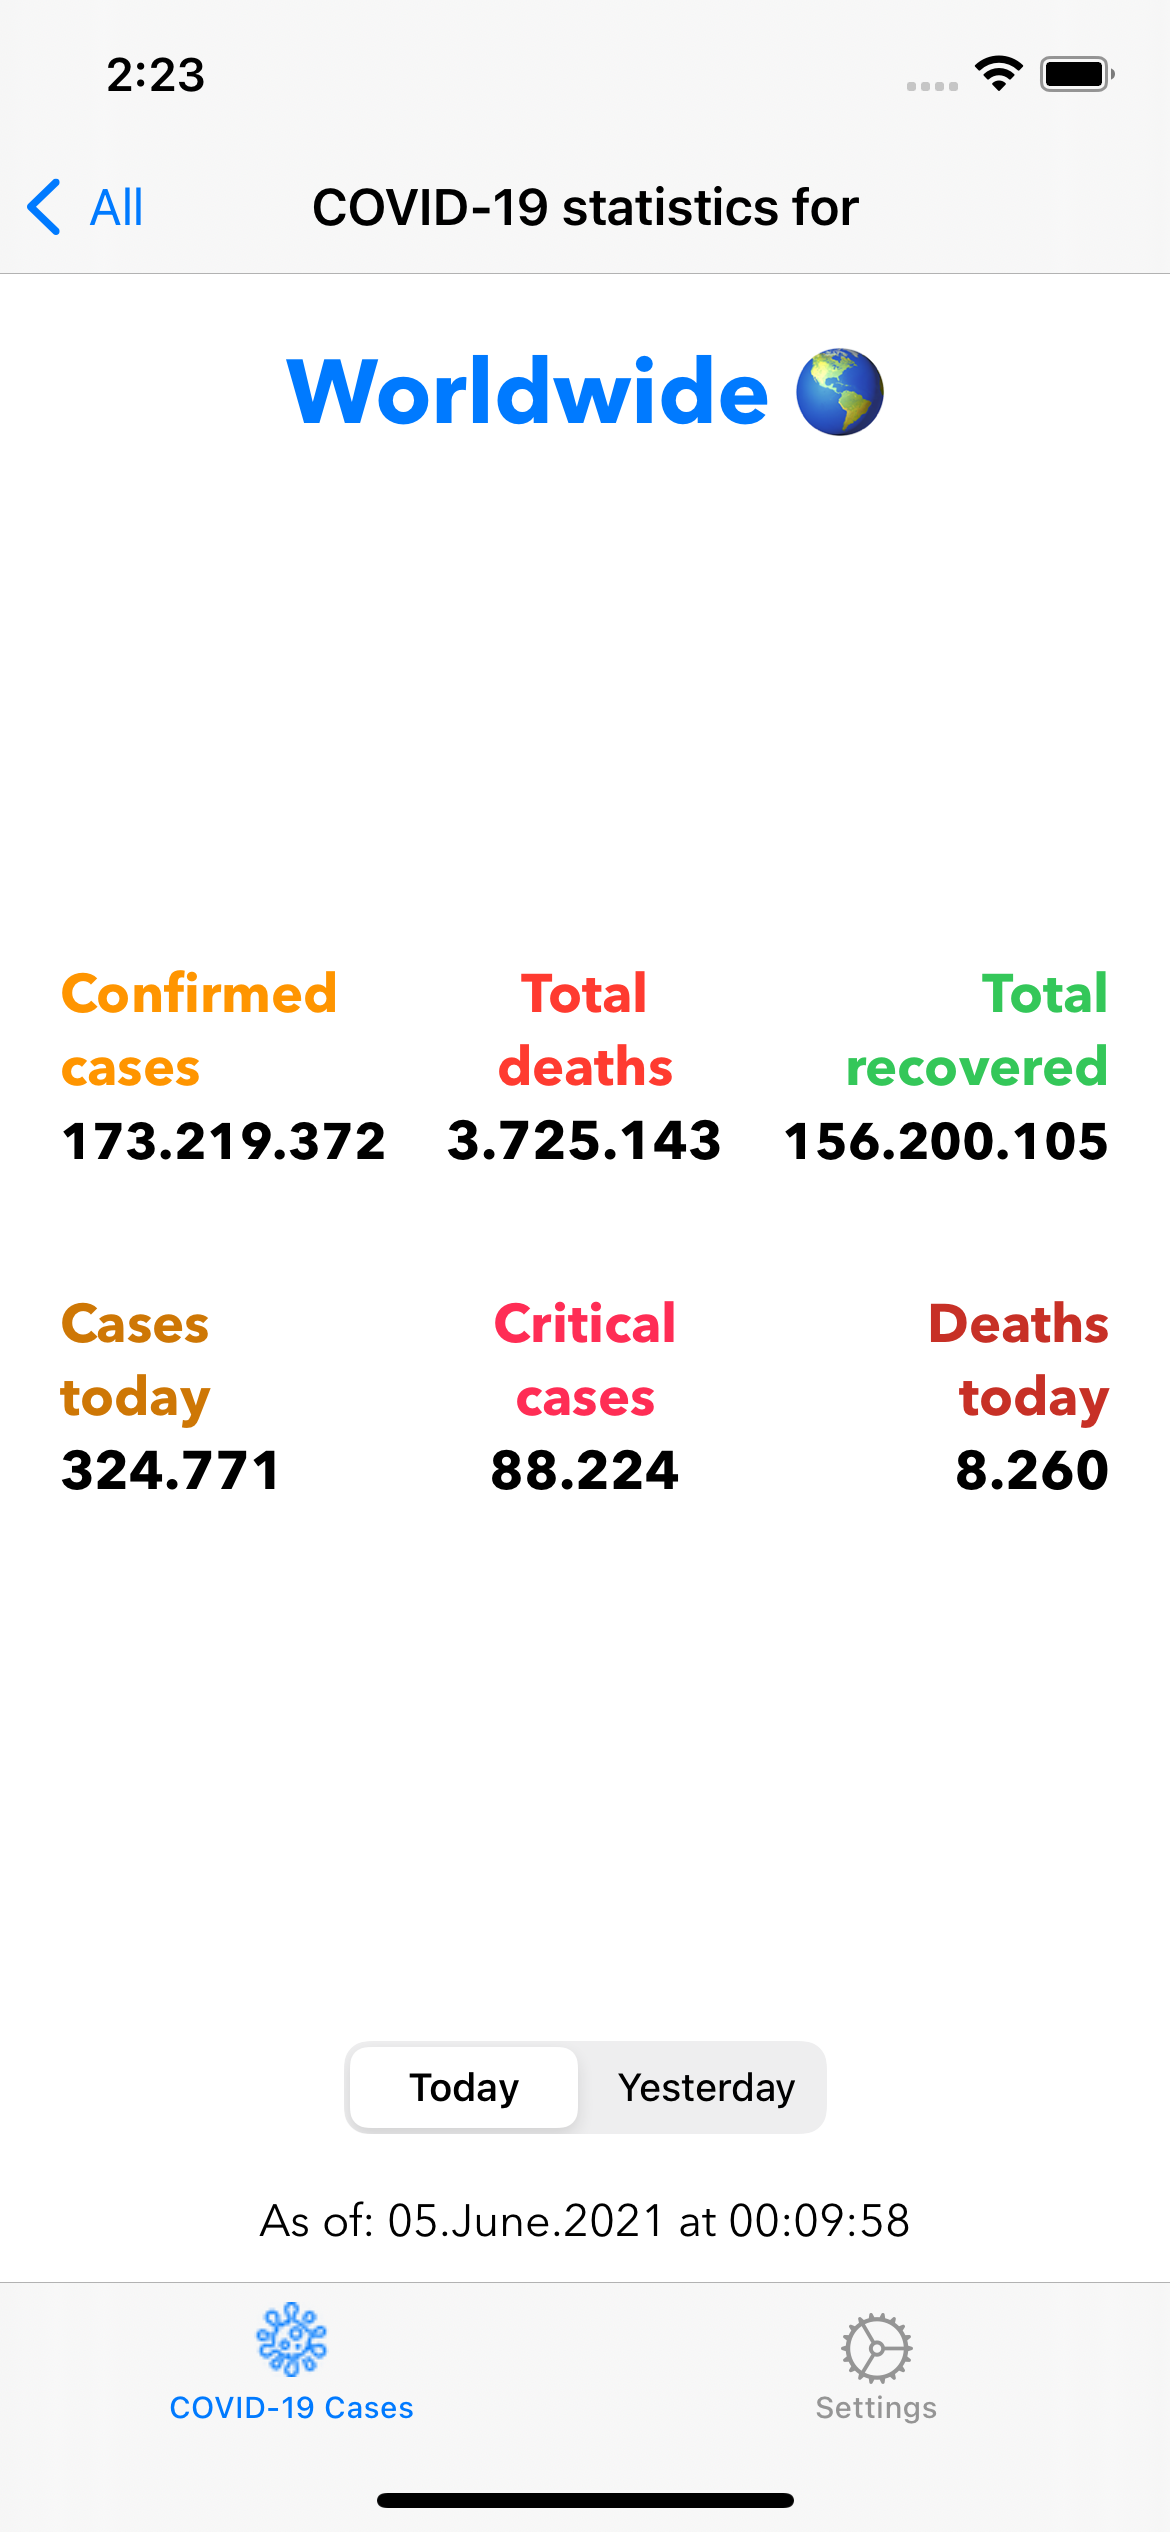 2:23
All
COVID-19 statistics for
Worldwide
Confirmed cases
173.219.372
Total deaths
3.725.143
Total recovered
156.200.105
Cases today
324.771
Critical cases
88.224
Deaths today
8.260
Today
Yesterday
As of: 05.June.2021 at 00:09:58
COVID-19 Cases
Settings